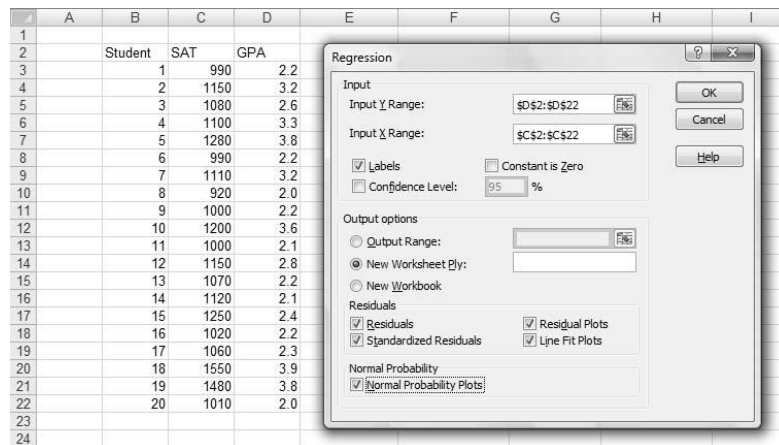 A B C D E F G H I
1
2 Student SAT GPA
3 1 990 2.2
4 2 1150 3.2
5 3 1080 2.6
6 4 1100 3.3
7 5 1280 3.8
8 6 990 2.2
9 7 1110 3.2
10 8 920 2.0
11 9 1000 2.2
12 10 1200 3.6
13 11 1000 2.1
14 12 1150 2.8
15 13 1070 2.2
16 14 1120 2.1
17 15 1250 2.4
18 16 1020 2.2
19 17 1060 2.3
20 18 1550 3.9
21 19 1480 3.8
22 20 1010 2.0
23
24
Regression ? X
Input
Input Y Range: $D$2:$D$22
Input X Range: $C$2:$C$22
Labels Constant is Zero
Confidence Level: 95 %
OK
Cancel
Help
Output options
Output Range:
New Worksheet Ply:
New Workbook
Residuals
Residuals Residual Plots
Standardized Residuals Line Fit Plots
Normal Probability
Normal Probability Plots